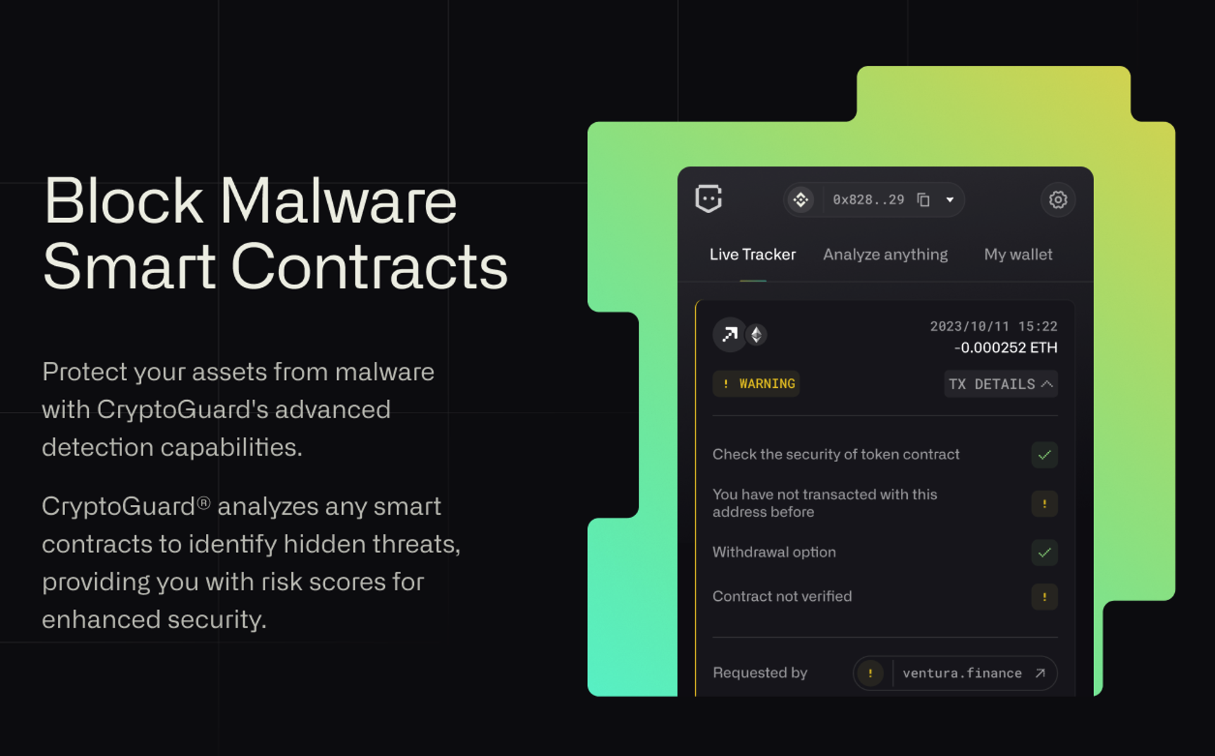 Block Malware
Smart Contracts
Protect your assets from malware
with CryptoGuard's advanced
detection capabilities.
CryptoGuard® analyzes any smart
contracts to identify hidden threats,
providing you with risk scores for
enhanced security.
0x828..29
Live Tracker Analyze anything My wallet
2023/10/11 15:22
-0.000252 ETH
! WARNING TX DETAILS
Check the security of token contract
You have not transacted with this
address before !
Withdrawal option
Contract not verified !
Requested by ! ventura.finance